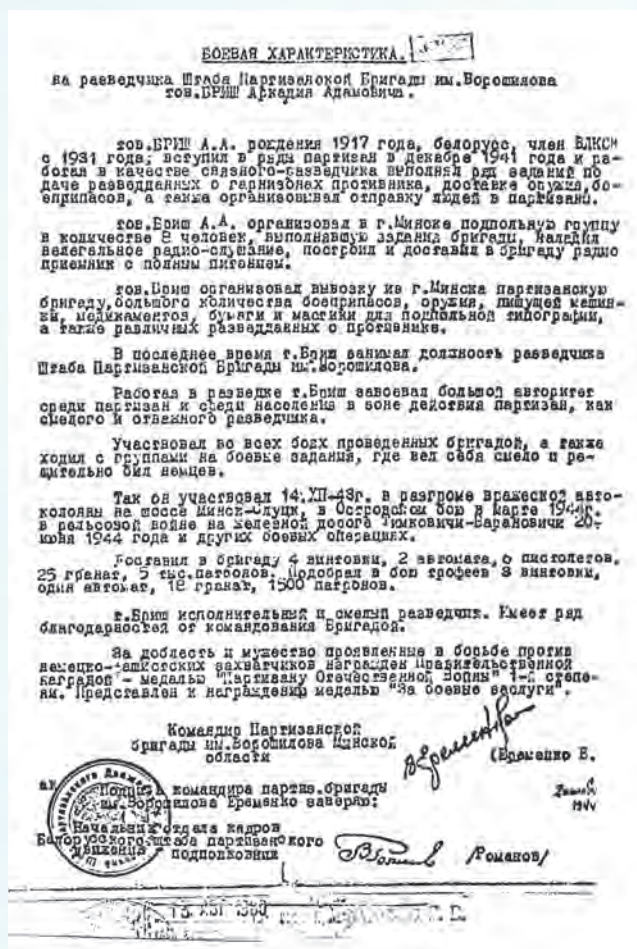 БОЕВАЯ ХАРАКТЕРИСТИКА.
на разведчика Штаба Партизанской Бригады им.Ворошилова
тов.БРИШ Аркадия Адамовича.
тов.БРИШ А.А. рождения 1917 года, белорус, член ВЛКСМ
с 1931 года; вступил в ряды партизан в декабре 1941 года и ра-
ботал в качестве связного-разведчика выполнял ряд заданий по
даче разведданных о гарнизонах противника, доставке оружия, бо-
еприпасов, а также организовывал отправку людей в партизаны.
тов.Бриш А.А. организовал в г.Минске подпольную группу
в количестве 8 человек, выполнявшую задания бригады, наладил
нелегальное радио-слушание, построил и доставил в бригаду радио
приемник с полным питанием.
тов.Бриш организовал вывозку из г.Минска партизанскую
бригаду,большого количества боеприпасов, оружия, пишущей машин-
ки, медикаментов, бумаги и мастики для подпольной типографии,
а также различных разведданных о противнике.
В последнее время т.Бриш занимал должность разведчика
Штаба Партизанской Бригады им.Ворошилова.
Работая в разведке т.Бриш завоевал большой авторитет
среди партизан и среди населения в зоне действия партизан, как
смелого и отважного разведчика.
Участвовал во всех боях проведенных бригадой, а также
ходил с группами на боевые задания, где вел себя смело и ре-
шительно бил немцев.
Так он участвовал 14.XII-43г. в разгроме вражеской авто-
колонны на шоссе Минск-Слуцк, в Островском бою в марте 1944г.
в рельсовой войне на железной дороге Тимковичи-Барановичи 20-
июня 1944 года и других боевых операциях.
Доставил в бригаду 4 винтовки, 2 автомата, 6 пистолетов.
25 гранат, 5 тыс.патронов. Подобрал в бою трофеев 3 винтовки,
один автомат, 12 гранат, 1500 патронов.
т.Бриш исполнительный и смелый разведчик. Имеет ряд
благодарностей от командования Бригадой.
За доблесть и мужество проявленные в борьбе против
немецко-фашистских захватчиков награжден Правительственной
наградой - медалью "Партизану Отечественной Войны" 1-й степе-
ни. Представлен к награждению медалью "За боевые заслуги".
Командир Партизанской
бригады им.Ворошилова Минской
области
(Еременко В.
Подпись командира партиз.бригады
им.Ворошилова Еременко заверяю:
1944
Начальник отдела кадров
Белорусского штаба партизанского
движения
подполковник
/Романов/